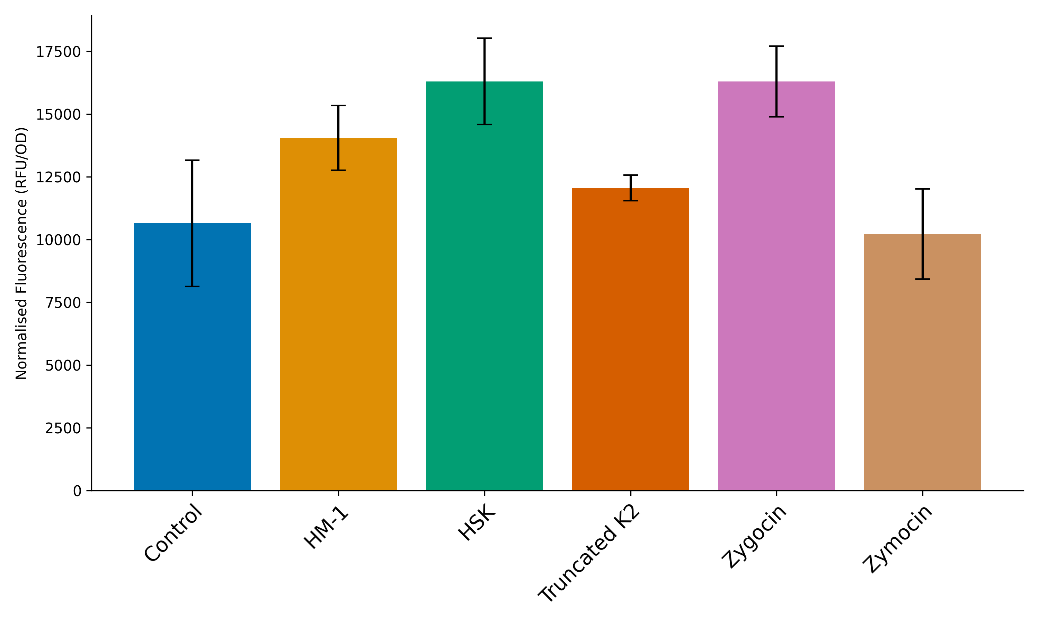 Normalised Fluorescence (RFU/OD)
17500
15000
12500
10000
7500
5000
2500
0
Control
HM-1
HSK
Truncated K2
Zygocin
Zymocin